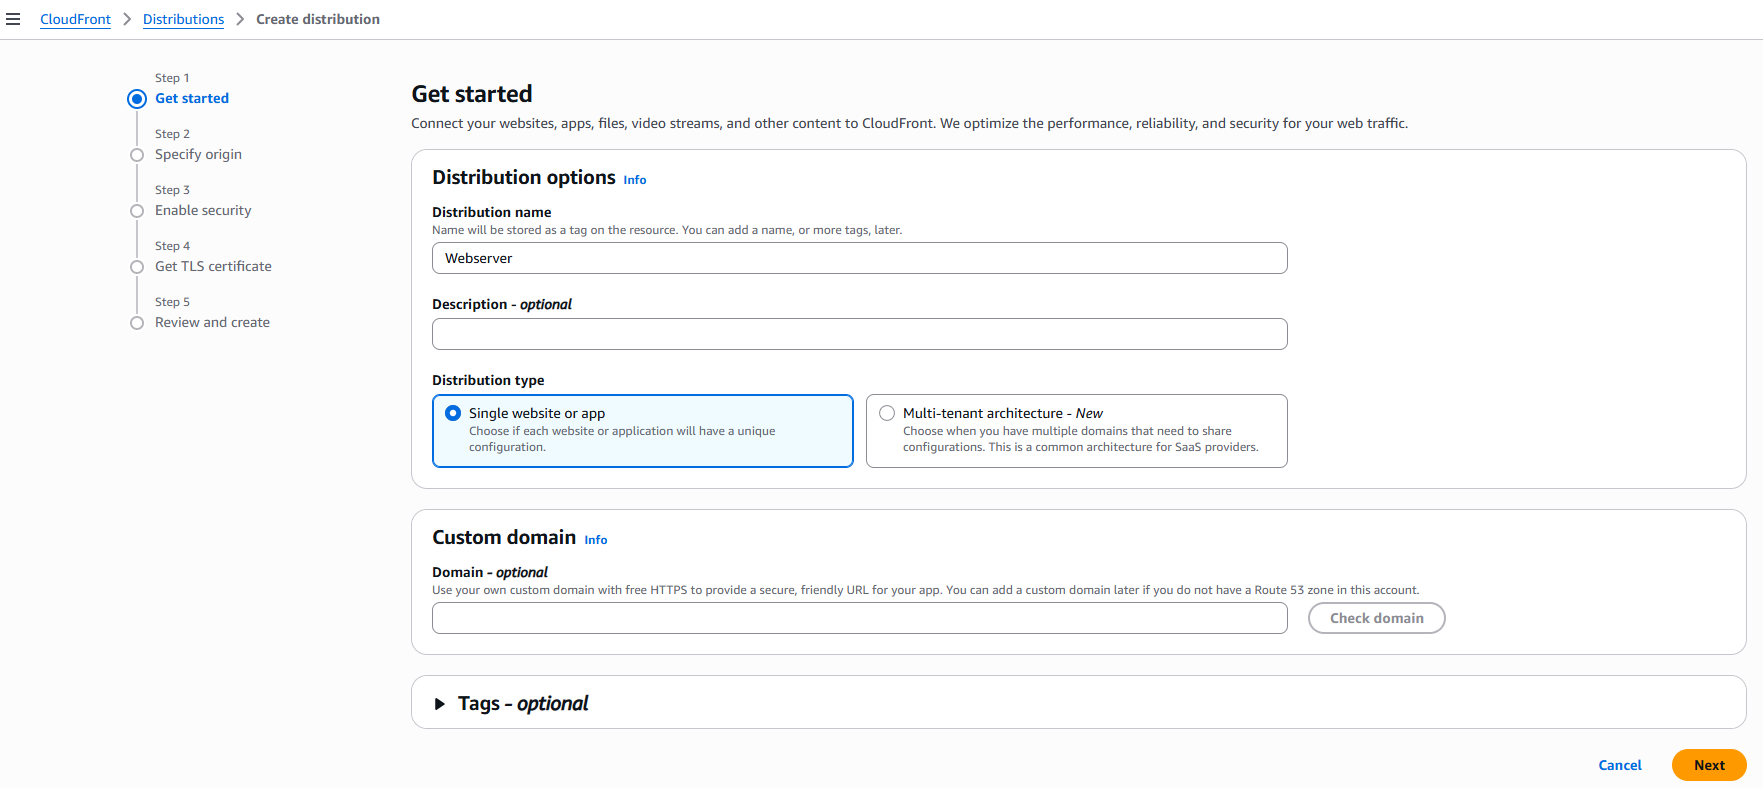 CloudFront > Distributions > Create distribution
Step 1
Get started
Step 2
Specify origin
Step 3
Enable security
Step 4
Get TLS certificate
Step 5
Review and create
Get started
Connect your websites, apps, files, video streams, and other content to CloudFront. We optimize the performance, reliability, and security for your web traffic.
Distribution options Info
Distribution name
Name will be stored as a tag on the resource. You can add a name, or more tags, later.
Webserver
Description - optional
Distribution type
Single website or app
Choose if each website or application will have a unique
configuration.
Multi-tenant architecture - New
Choose when you have multiple domains that need to share
configurations. This is a common architecture for SaaS providers.
Custom domain Info
Domain - optional
Use your own custom domain with free HTTPS to provide a secure, friendly URL for your app. You can add a custom domain later if you do not have a Route 53 zone in this account.
Check domain
Tags - optional
Cancel Next